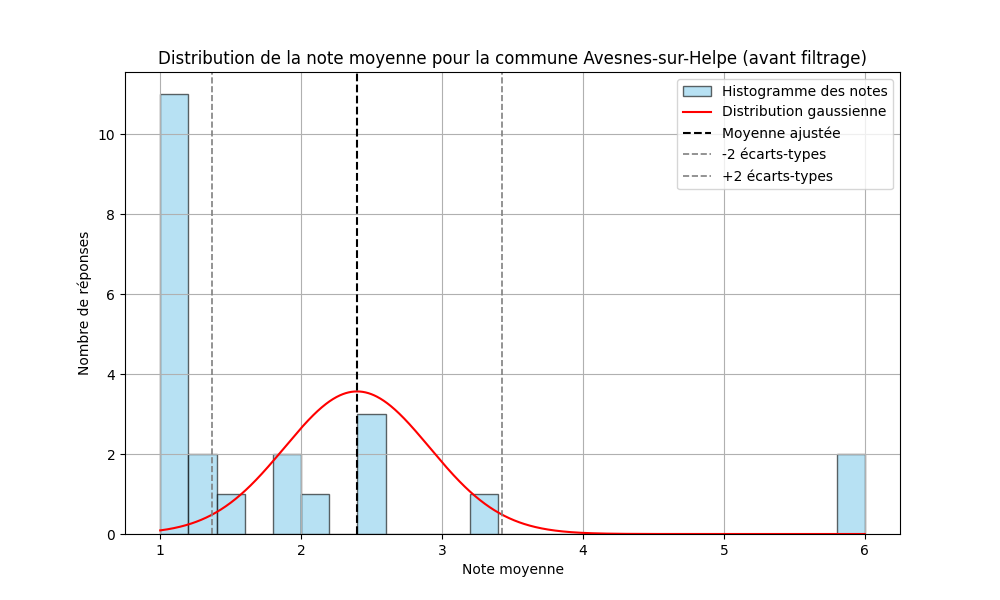 Distribution de la note moyenne pour la commune Avesnes-sur-Helpe (avant filtrage)
Histogramme des notes
Distribution gaussienne
Moyenne ajustée
-2 écarts-types
+2 écarts-types
10
8
6
4
2
0
Nombre de réponses
1
2
3
4
5
6
Note moyenne